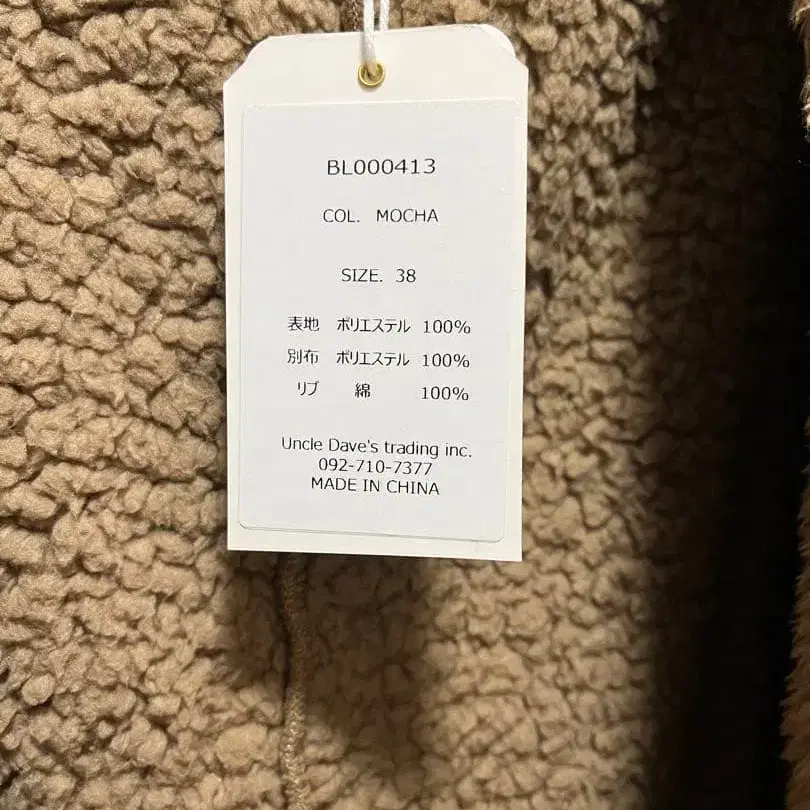 BL000413
COL. MOCHA
SIZE. 38
表地 ポリエステル 100%
別布 ポリエステル 100%
リブ 綿 100%
Uncle Dave's trading inc.
092-710-7377
MADE IN CHINA